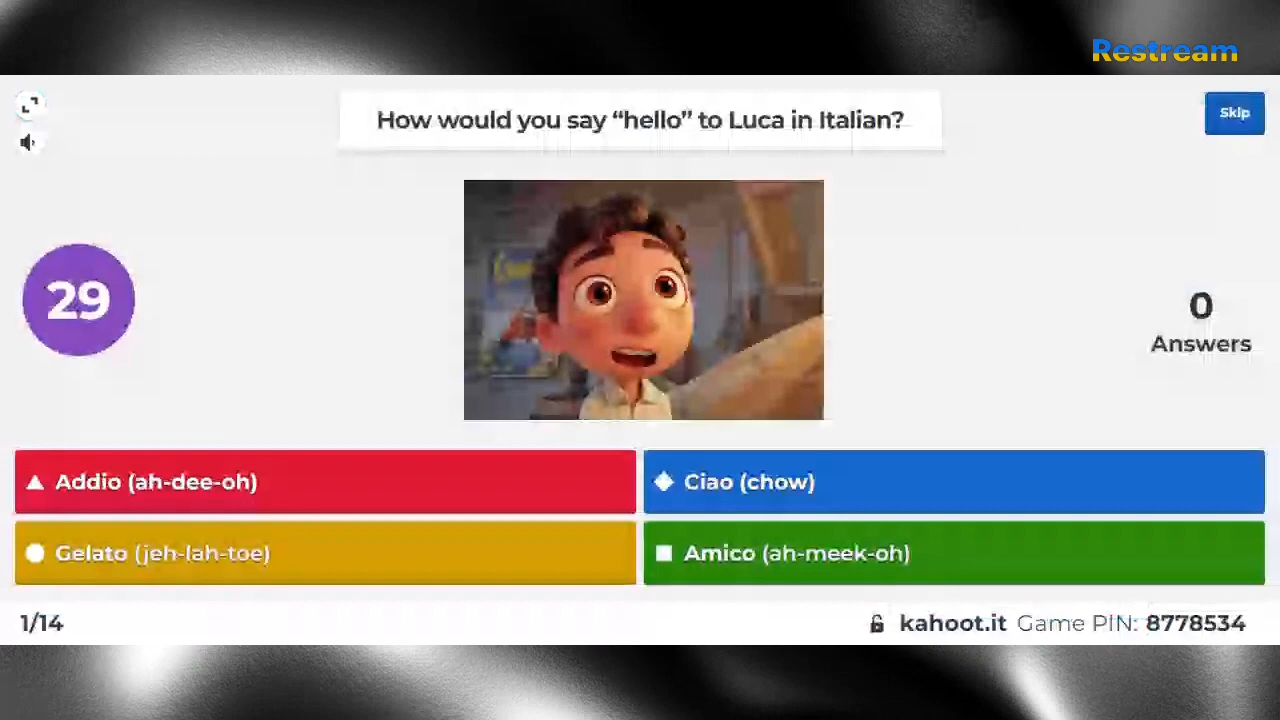 Restream
How would you say “hello” to Luca in Italian?
Skip
29
0
Answers
Addio (ah-dee-oh)
Ciao (chow)
Gelato (jeh-lah-toe)
Amico (ah-meek-oh)
1/14
kahoot.it Game PIN: 8778534